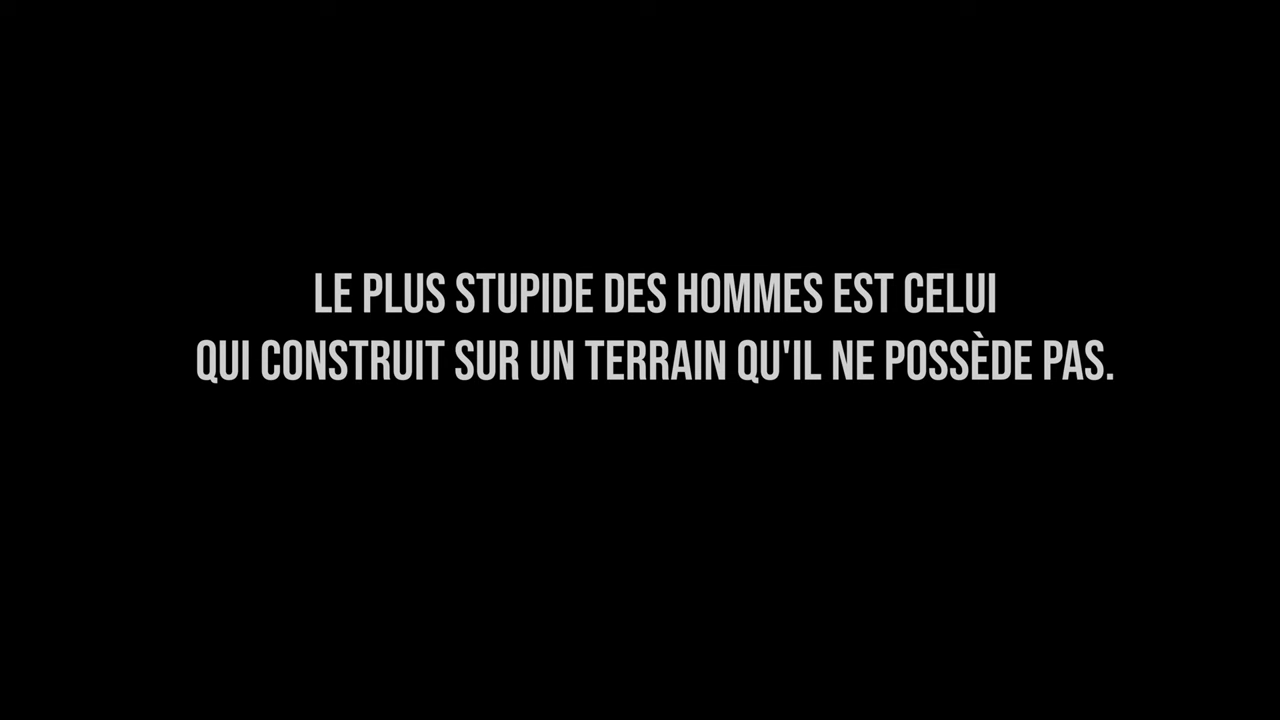 LE PLUS STUPIDE DES HOMMES EST CELUI
QUI CONSTRUIT SUR UN TERRAIN QU'IL NE POSSÈDE PAS.